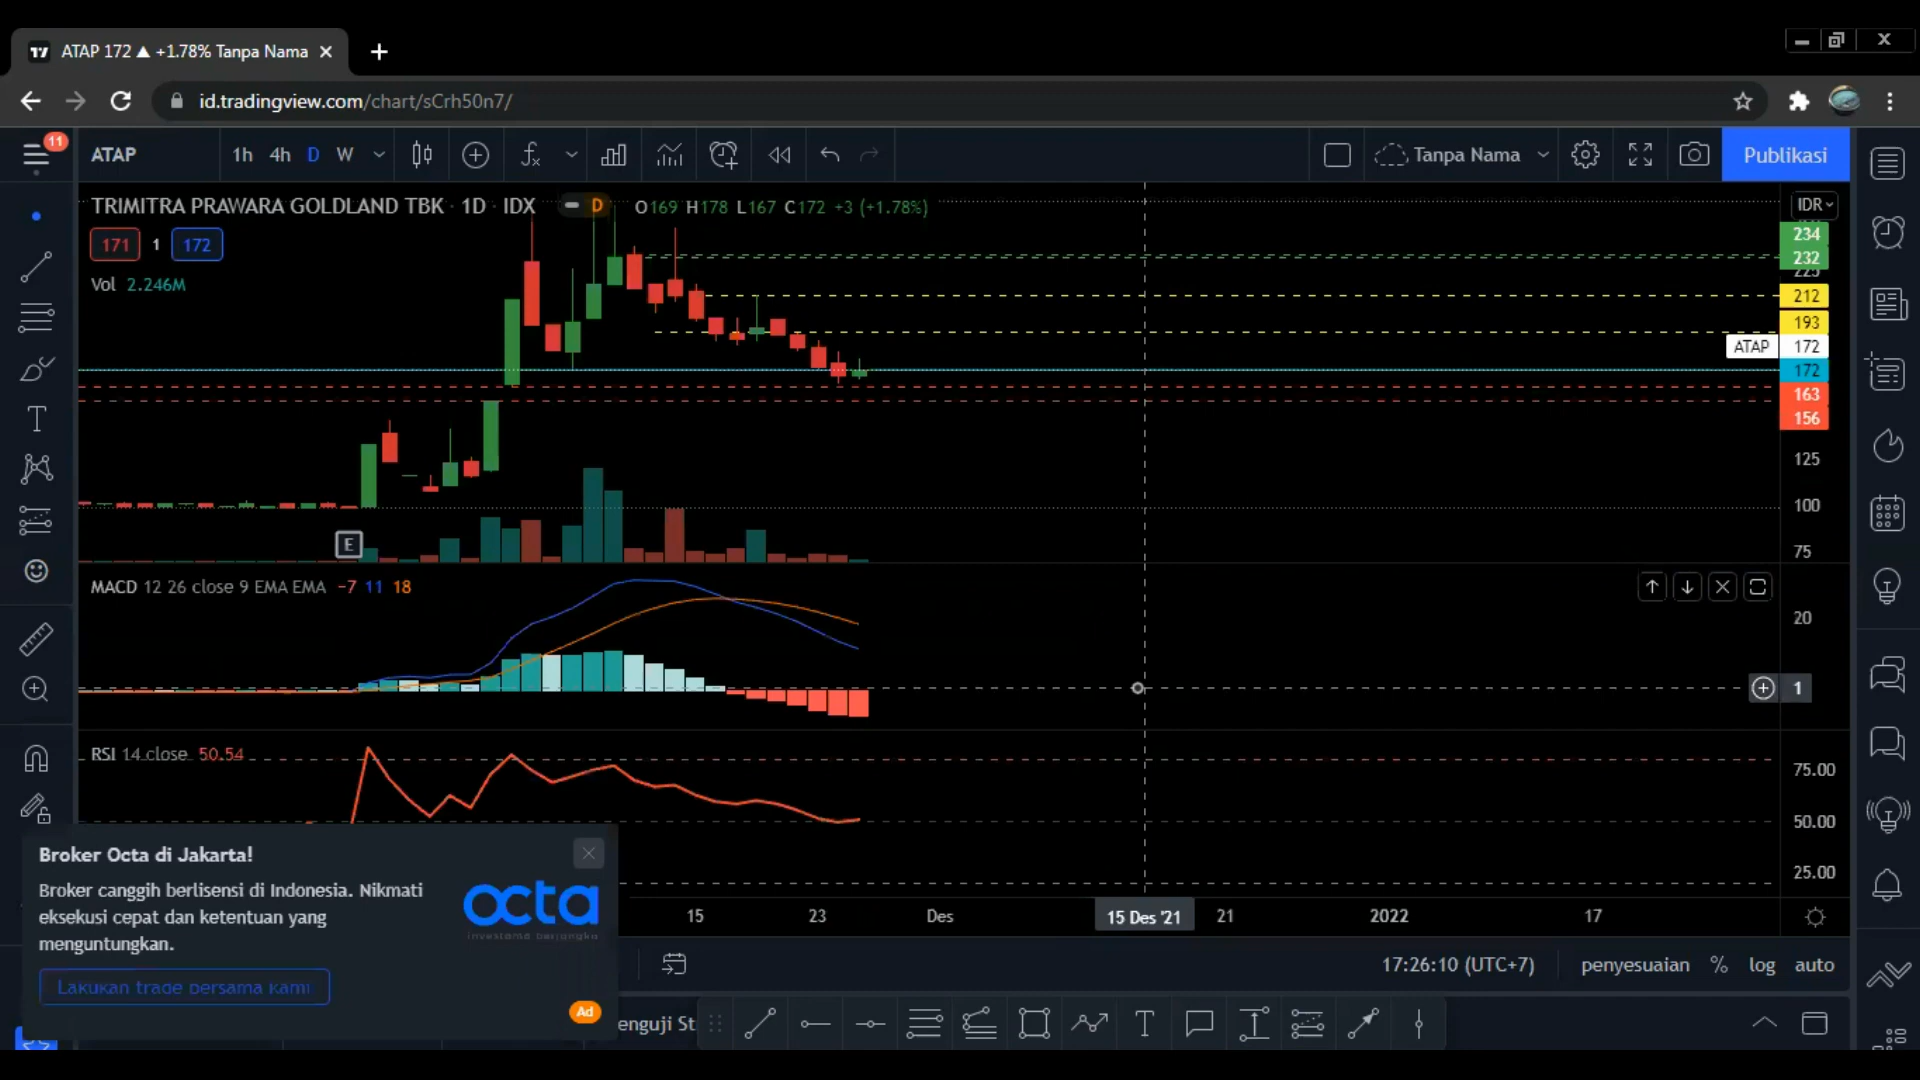 ATAP 172 ▲ +1.78% Tanpa Nama
id.tradingview.com/chart/sCrh50n7/
11
ATAP 1h 4h D W Tanpa Nama Publikasi
TRIMITRA PRAWARA GOLDLAND TBK · 1D · IDX D O169 H178 L167 C172 +3 (+1.78%) IDR
171 1 172
Vol 2.246M
234
232
225
212
193
ATAP 172
172
163
156
125
100
75
E
MACD 12 26 close 9 EMA EMA −7 11 18
20
1
RSI 14 close 50.54
75.00
50.00
25.00
15 23 Des 15 Des '21 21 2022 17
Broker Octa di Jakarta!
Broker canggih berlisensi di Indonesia. Nikmati
eksekusi cepat dan ketentuan yang
menguntungkan.
octa
investama berjangka
Lakukan trade bersama kami
Ad
17:26:10 (UTC+7) penyesuaian % log auto
enguji St